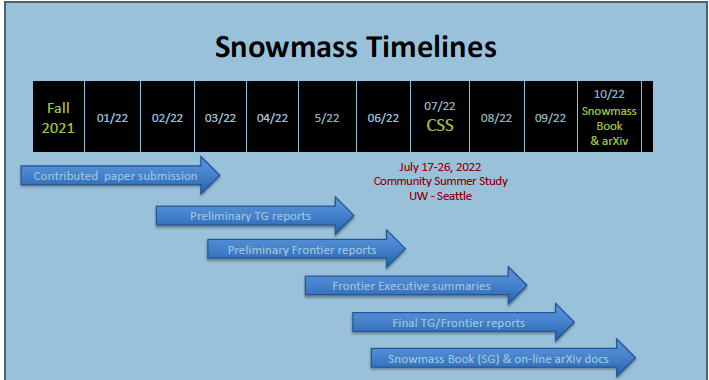 Snowmass Timelines
Fall
2021
01/22
02/22
03/22
04/22
5/22
06/22
07/22
CSS
08/22
09/22
10/22
Snowmass
Book
& arXiv
July 17-26, 2022
Community Summer Study
UW - Seattle
Contributed paper submission
Preliminary TG reports
Preliminary Frontier reports
Frontier Executive summaries
Final TG/Frontier reports
Snowmass Book (SG) & on-line arXiv docs